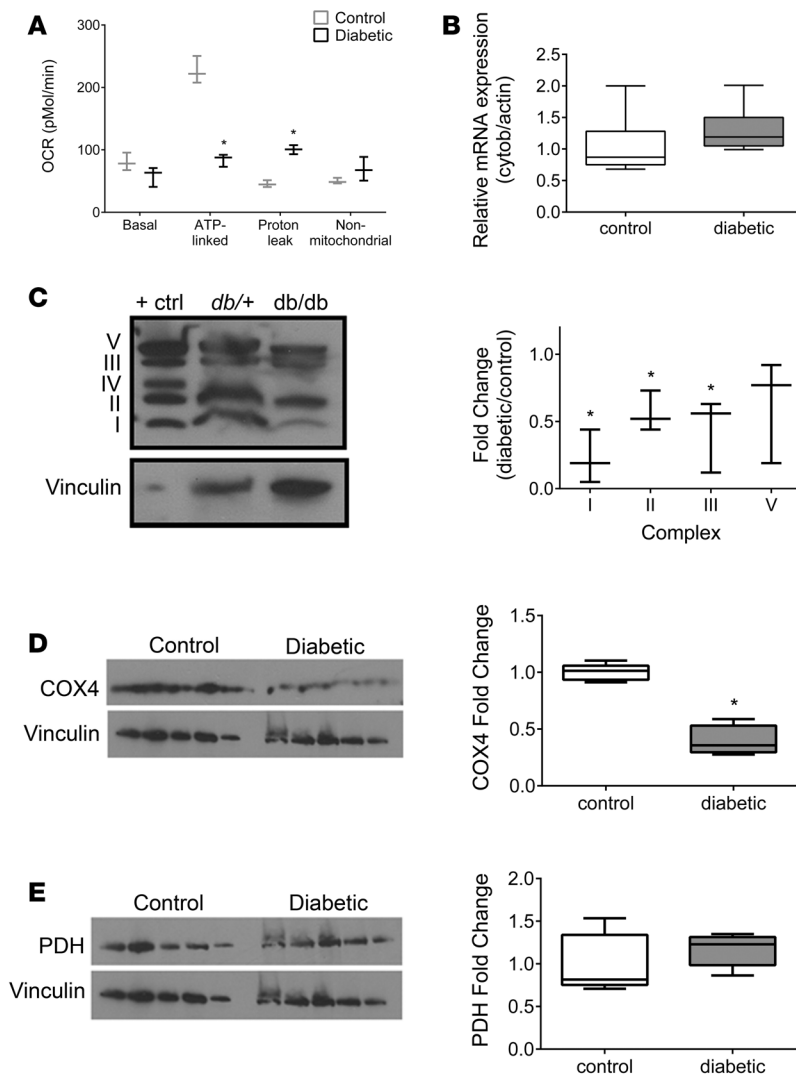 A
Control
Diabetic
OCR (pMol/min)
300
200
100
0
*
*
Basal
ATP-
linked
Proton
leak
Non-
mitochondrial
B
Relative mRNA expression
(cytob/actin)
2.5
2.0
1.5
1.0
0.5
0.0
control
diabetic
C
+ ctrl
db/+
db/db
V
III
IV
II
I
Vinculin
Fold Change
(diabetic/control)
1.0
0.5
0.0
*
*
*
I
II
III
V
Complex
D
Control
Diabetic
COX4
Vinculin
COX4 Fold Change
1.5
1.0
0.5
0.0
*
control
diabetic
E
Control
Diabetic
PDH
Vinculin
PDH Fold Change
2.0
1.5
1.0
0.5
0.0
control
diabetic